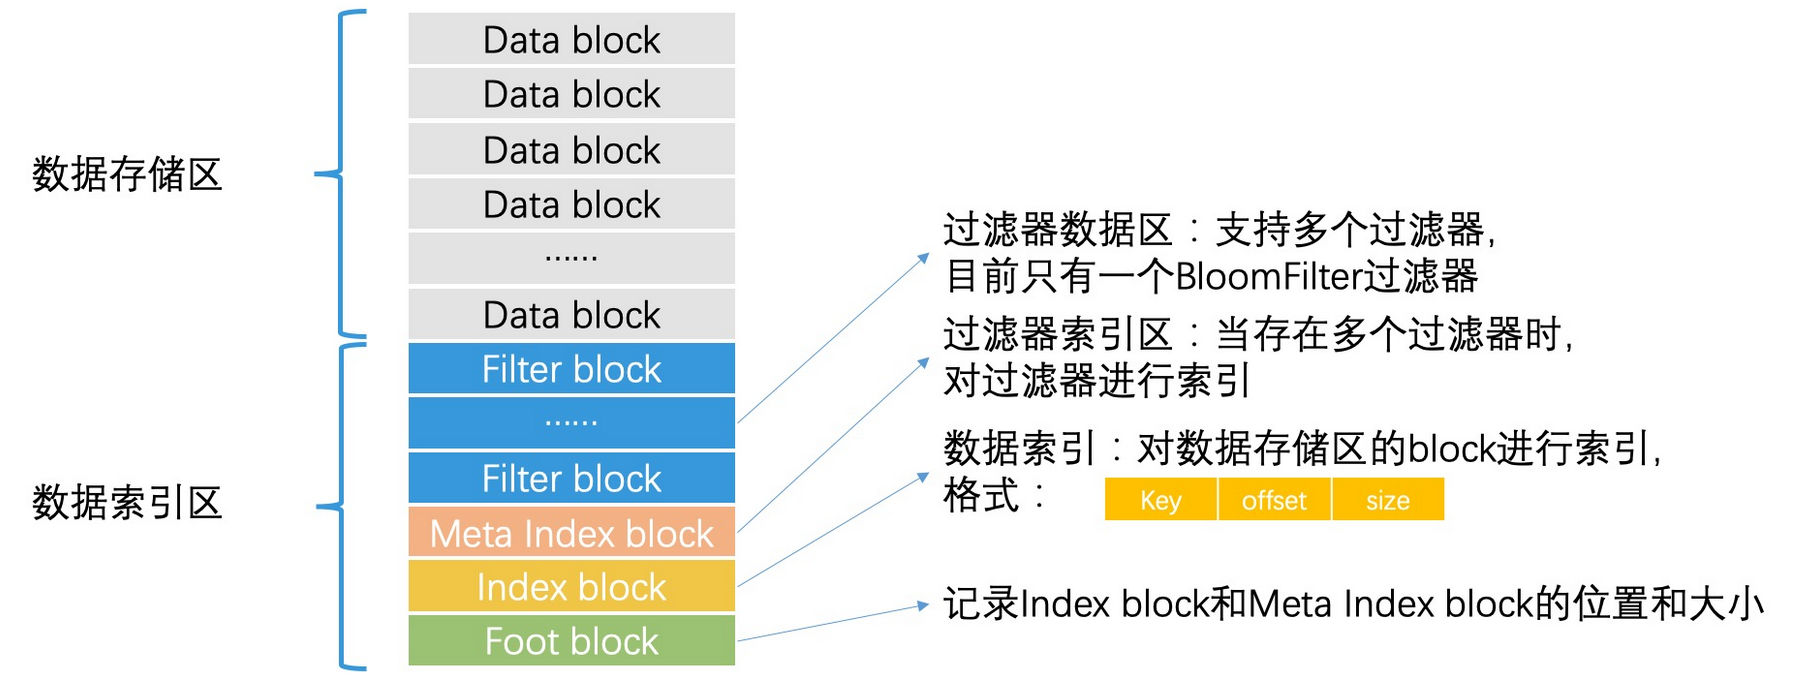 Data block
Data block
Data block
Data block
……
Data block
数据存储区
Filter block
……
Filter block
Meta Index block
Index block
Foot block
数据索引区
过滤器数据区：支持多个过滤器，
目前只有一个BloomFilter过滤器
过滤器索引区：当存在多个过滤器时，
对过滤器进行索引
数据索引：对数据存储区的block进行索引，
格式： Key offset size
记录Index block和Meta Index block的位置和大小